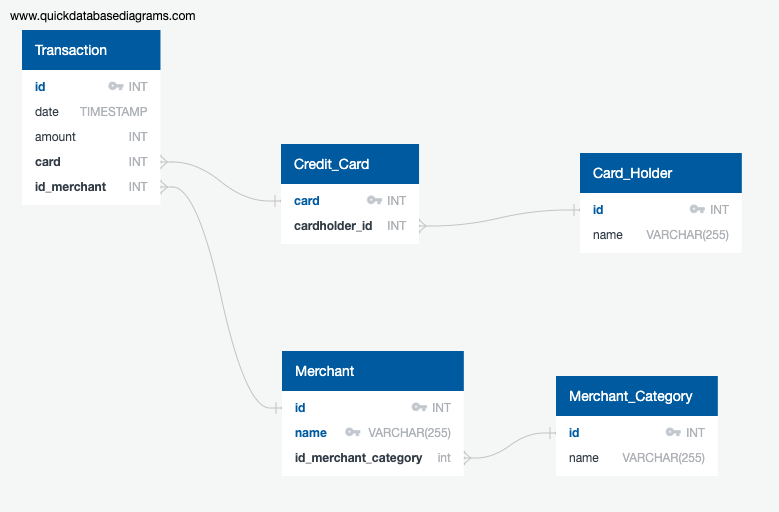 www.quickdatabasediagrams.com
Transaction
id INT
date TIMESTAMP
amount INT
card INT
id_merchant INT
Credit_Card
card INT
cardholder_id INT
Card_Holder
id INT
name VARCHAR(255)
Merchant
id INT
name VARCHAR(255)
id_merchant_category int
Merchant_Category
id INT
name VARCHAR(255)